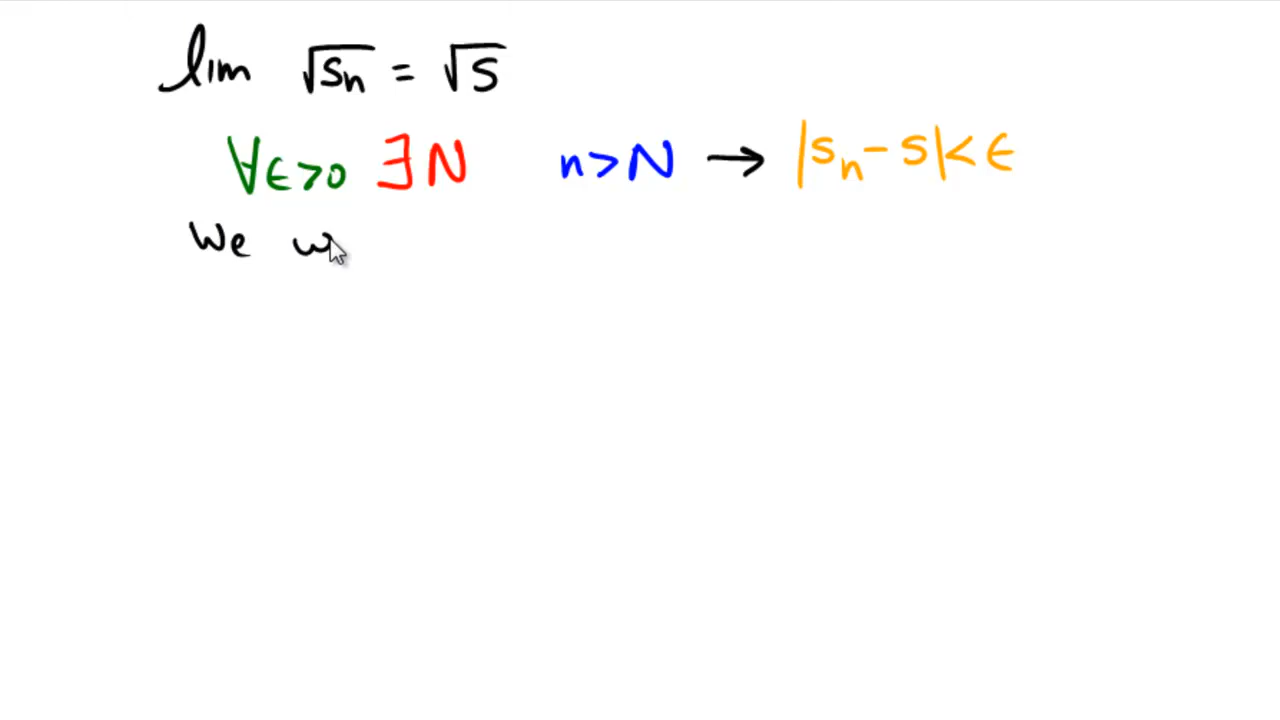 lim √sₙ = √s
∀ϵ>0 ∃N n>N → |sₙ-s|<ϵ
We w